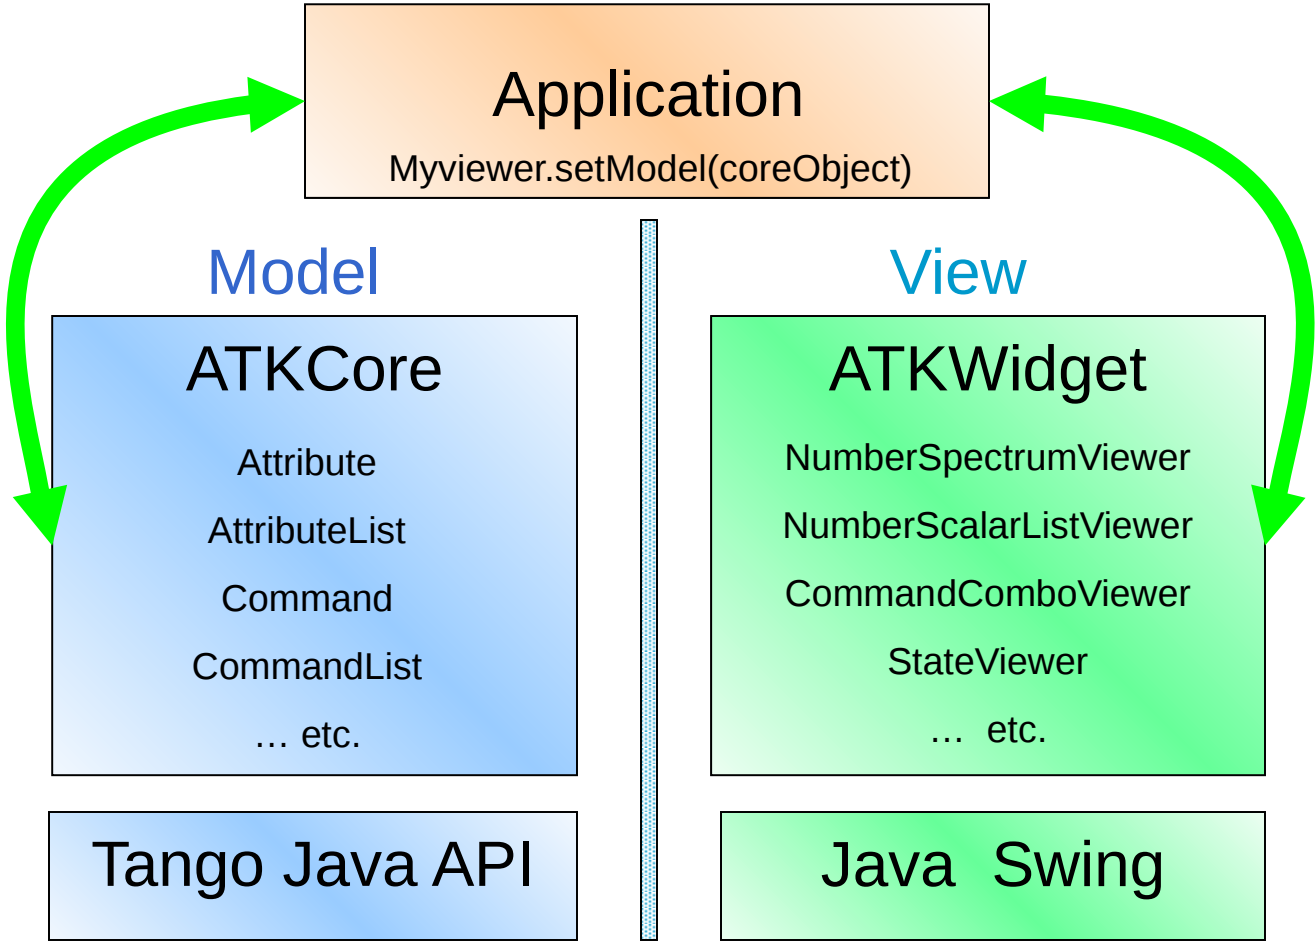 Application
Myviewer.setModel(coreObject)
Model
ATKCore
Attribute
AttributeList
Command
CommandList
… etc.
Tango Java API
View
ATKWidget
NumberSpectrumViewer
NumberScalarListViewer
CommandComboViewer
StateViewer
…  etc.
Java  Swing